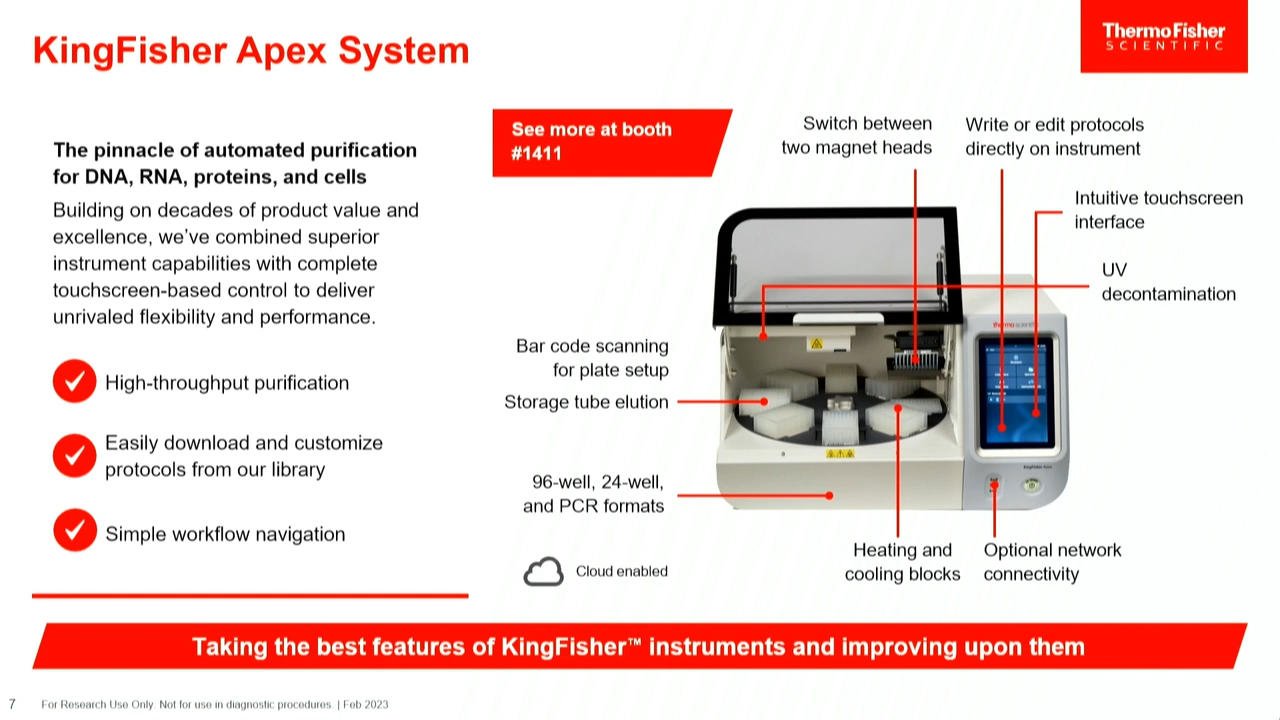 KingFisher Apex System
ThermoFisher
SCIENTIFIC
The pinnacle of automated purification
for DNA, RNA, proteins, and cells
Building on decades of product value and
excellence, we’ve combined superior
instrument capabilities with complete
touchscreen-based control to deliver
unrivaled flexibility and performance.
High-throughput purification
Easily download and customize
protocols from our library
Simple workflow navigation
See more at booth
#1411
Switch between
two magnet heads
Write or edit protocols
directly on instrument
Intuitive touchscreen
interface
UV
decontamination
Bar code scanning
for plate setup
Storage tube elution
96-well, 24-well,
and PCR formats
Cloud enabled
thermo scientific
KingFisher Apex
Heating and
cooling blocks
Optional network
connectivity
Taking the best features of KingFisher™ instruments and improving upon them
7
For Research Use Only. Not for use in diagnostic procedures. | Feb 2023